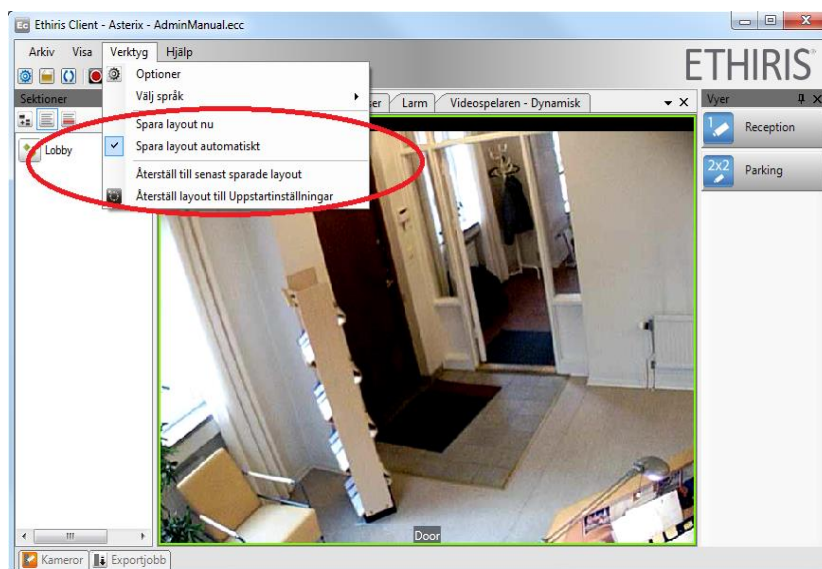 Ec Ethiris Client - Asterix - AdminManual.ecc
Arkiv Visa Verktyg Hjälp
ETHIRIS
Optioner
Välj språk
Spara layout nu
Spara layout automatiskt
Återställ till senast sparade layout
Återställ layout till Uppstartinställningar
Sektioner
Lobby
Larm Videospelaren - Dynamisk
Vyer
1 Reception
2x2 Parking
Door
Kameror Exportjobb